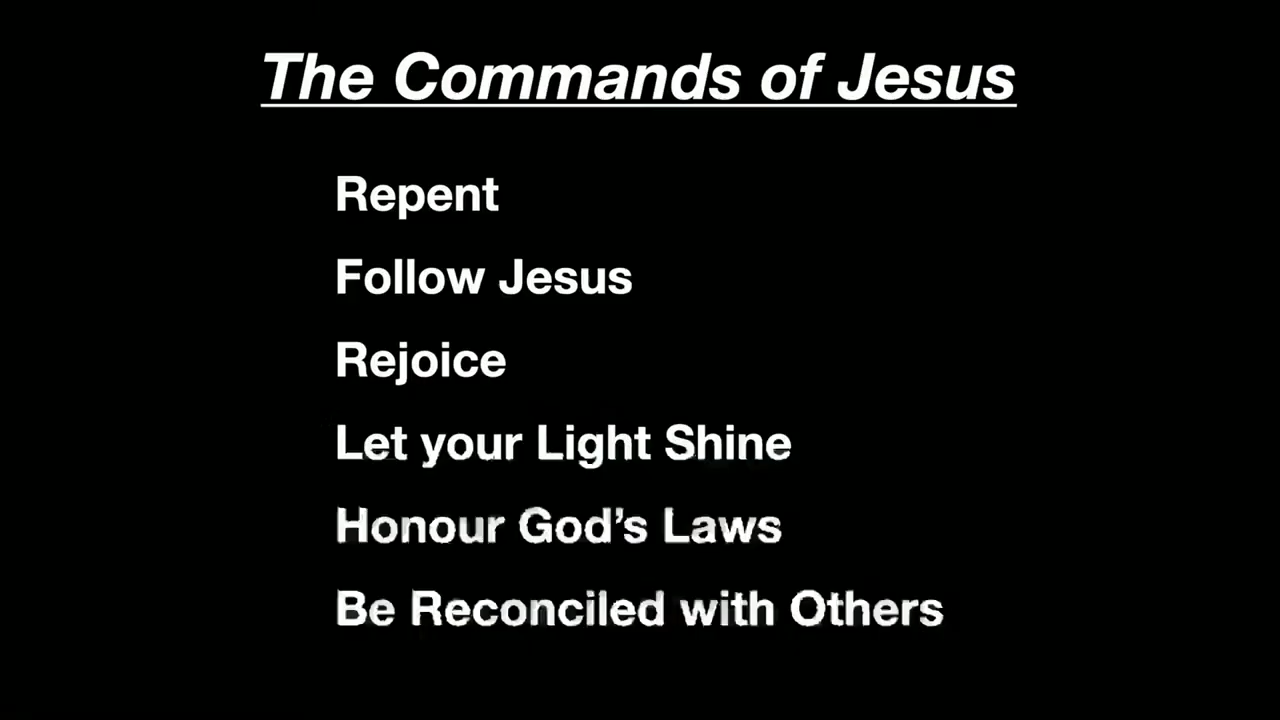 The Commands of Jesus
Repent
Follow Jesus
Rejoice
Let your Light Shine
Honour God’s Laws
Be Reconciled with Others